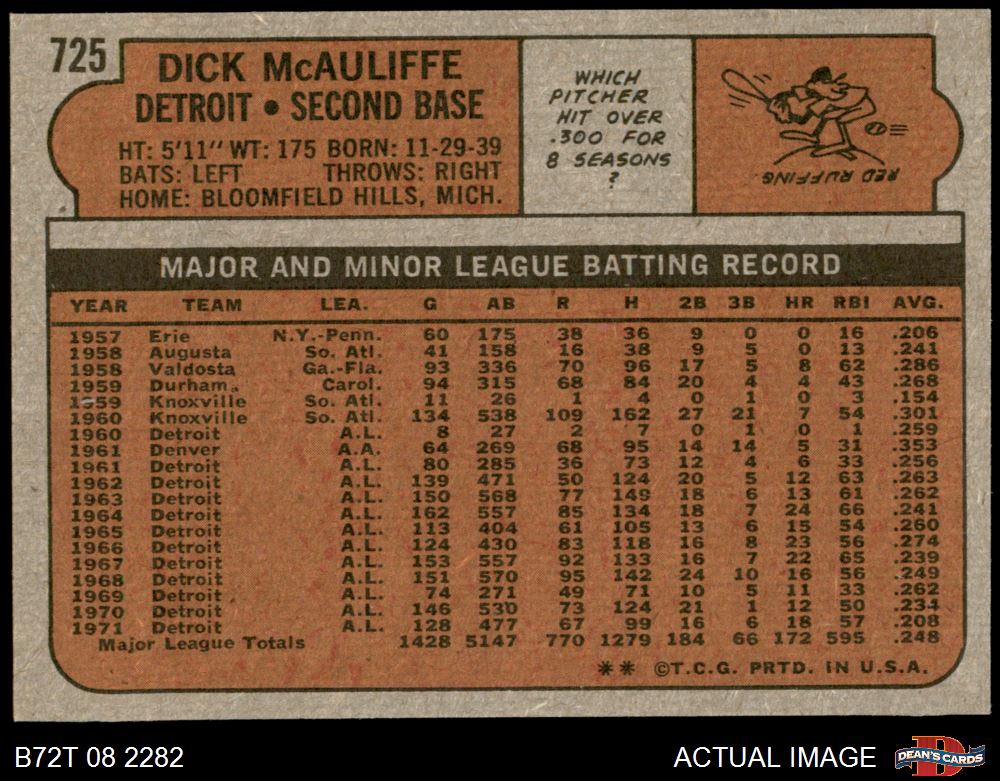 725
DICK McAULIFFE
DETROIT • SECOND BASE
HT: 5'11" WT: 175 BORN: 11-29-39
BATS: LEFT THROWS: RIGHT
HOME: BLOOMFIELD HILLS, MICH.
WHICH
PITCHER
HIT OVER
.300 FOR
8 SEASONS
?
RED RUFFING
MAJOR AND MINOR LEAGUE BATTING RECORD
YEAR TEAM LEA. G AB R H 2B 3B HR RBI AVG.
1957 Erie N.Y.-Penn. 60 175 38 36 9 0 0 16 .206
1958 Augusta So. Atl. 41 158 16 38 9 5 0 13 .241
1958 Valdosta Ga.-Fla. 93 336 70 96 17 5 8 62 .286
1959 Durham Carol. 94 315 68 84 20 4 4 43 .268
1959 Knoxville So. Atl. 11 26 1 4 0 1 0 3 .154
1960 Knoxville So. Atl. 134 538 109 162 27 21 7 54 .301
1960 Detroit A.L. 8 27 2 7 0 1 0 1 .259
1961 Denver A.A. 64 269 68 95 14 14 5 31 .353
1961 Detroit A.L. 80 285 36 73 12 4 6 33 .256
1962 Detroit A.L. 139 471 50 124 20 5 12 63 .263
1963 Detroit A.L. 150 568 77 149 18 6 13 61 .262
1964 Detroit A.L. 162 557 85 134 18 7 24 66 .241
1965 Detroit A.L. 113 404 61 105 13 6 15 54 .260
1966 Detroit A.L. 124 430 83 118 16 8 23 56 .274
1967 Detroit A.L. 153 557 92 133 16 7 22 65 .239
1968 Detroit A.L. 151 570 95 142 24 10 16 56 .249
1969 Detroit A.L. 74 271 49 71 10 5 11 33 .262
1970 Detroit A.L. 146 530 73 124 21 1 12 50 .234
1971 Detroit A.L. 128 477 67 99 16 6 18 57 .208
Major League Totals 1428 5147 770 1279 184 66 172 595 .248
** ©T.C.G. PRTD. IN U.S.A.
B72T 08 2282
ACTUAL IMAGE
DEAN'S CARDS